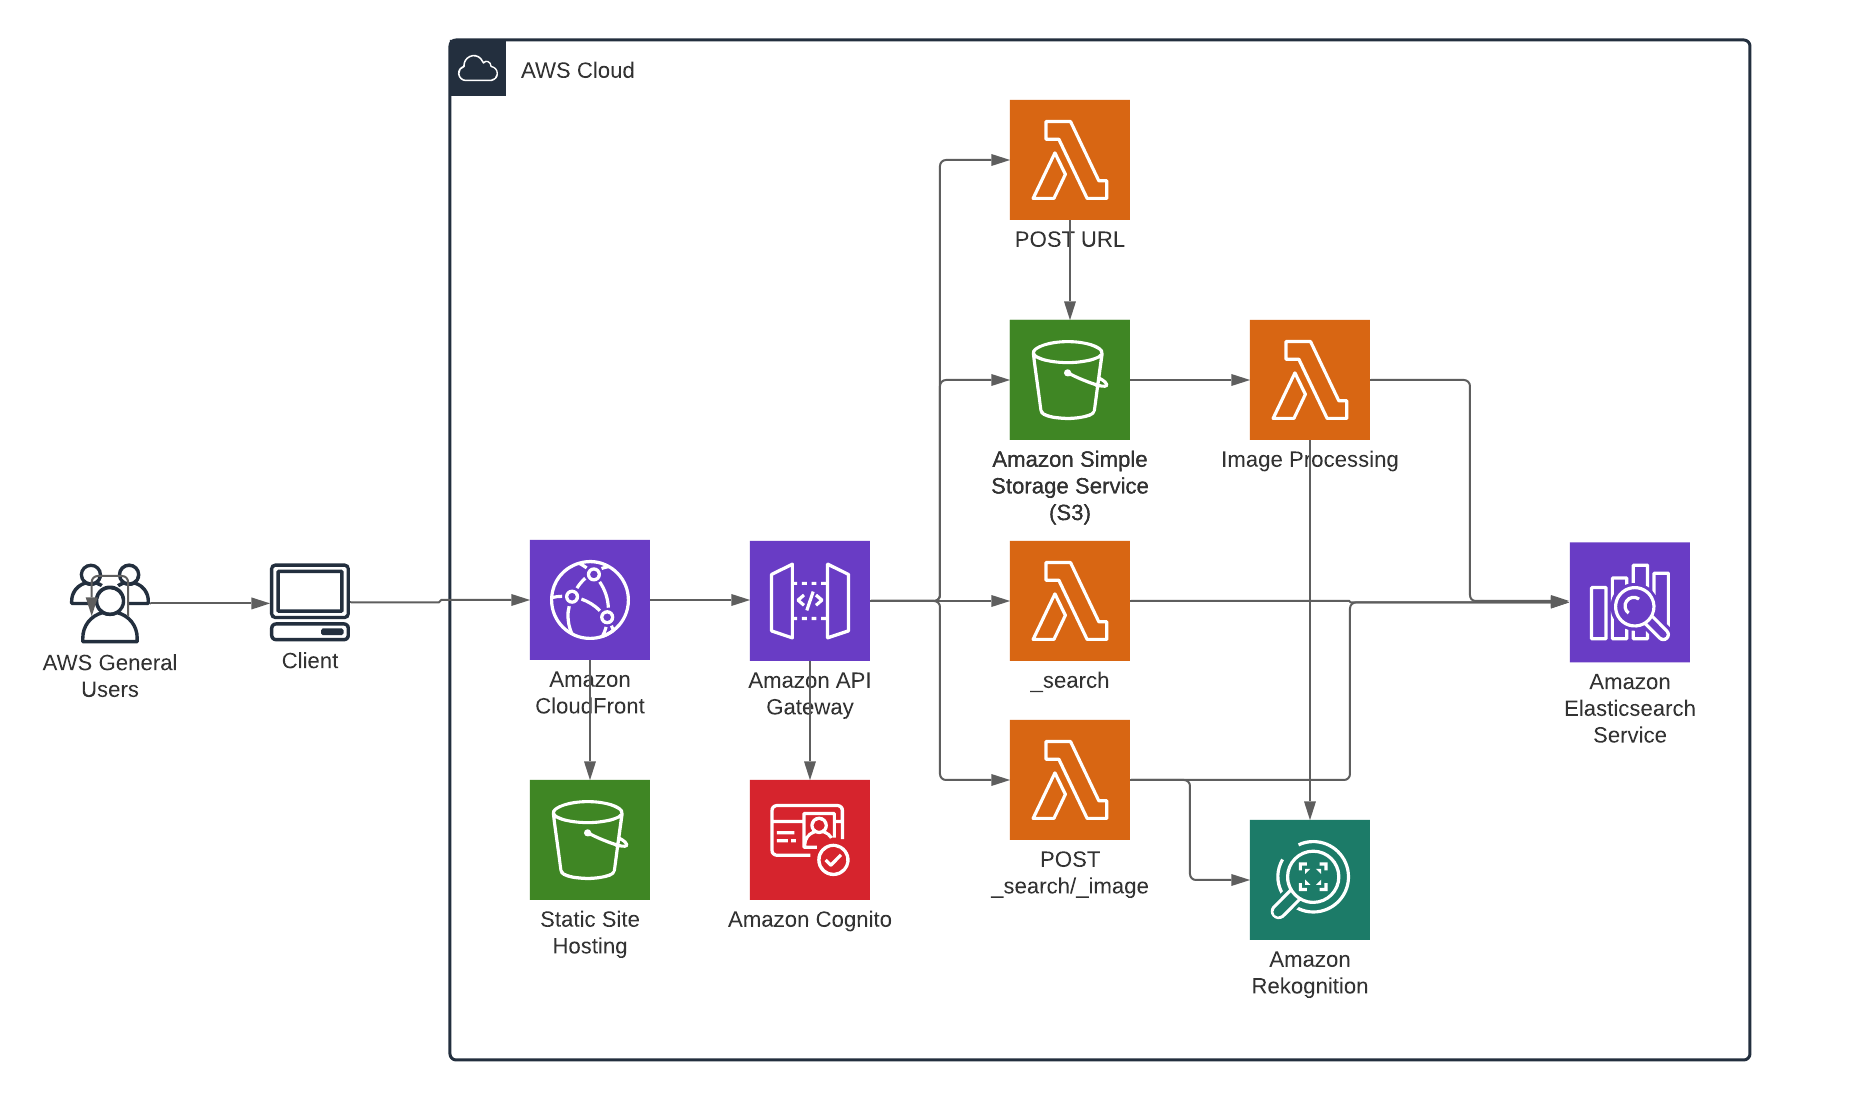 AWS Cloud
POST URL
Amazon Simple
Storage Service
(S3)
Image Processing
AWS General
Users
Client
Amazon
CloudFront
Amazon API
Gateway
_search
Amazon
Elasticsearch
Service
Static Site
Hosting
Amazon Cognito
POST
_search/_image
Amazon
Rekognition